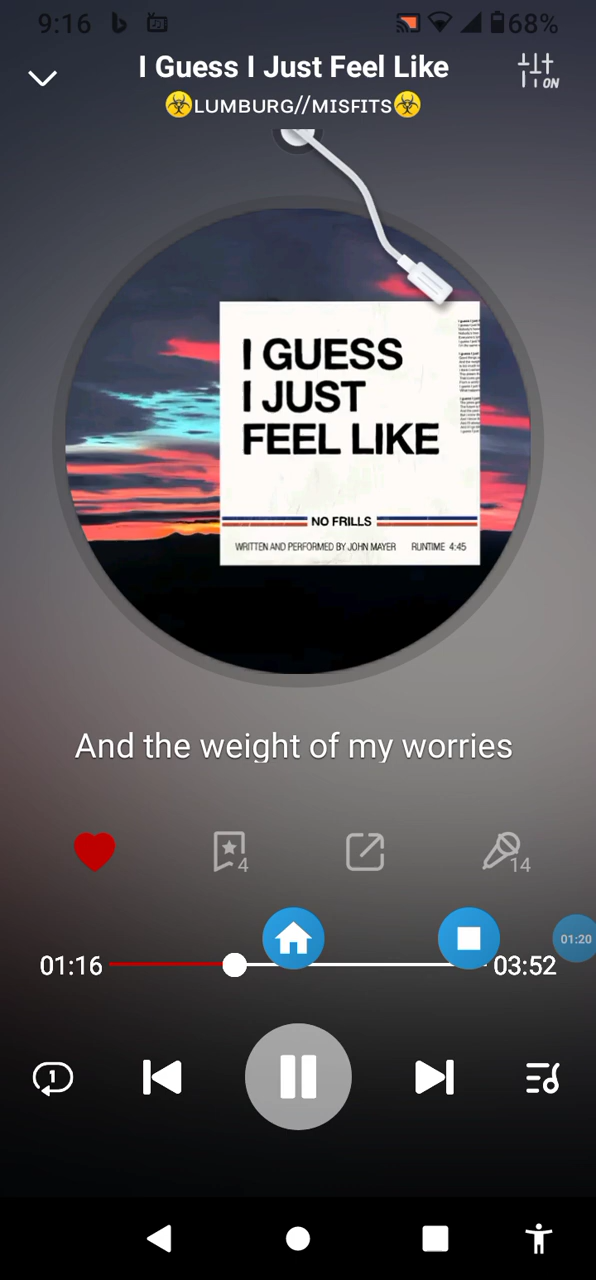 9:16
68%
I Guess I Just Feel Like
ON
☣LUMBURG//MISFITS☣
I GUESS
I JUST
FEEL LIKE
NO FRILLS
WRITTEN AND PERFORMED BY JOHN MAYER RUNTIME 4:45
And the weight of my worries
4
14
01:20
01:16
03:52
1